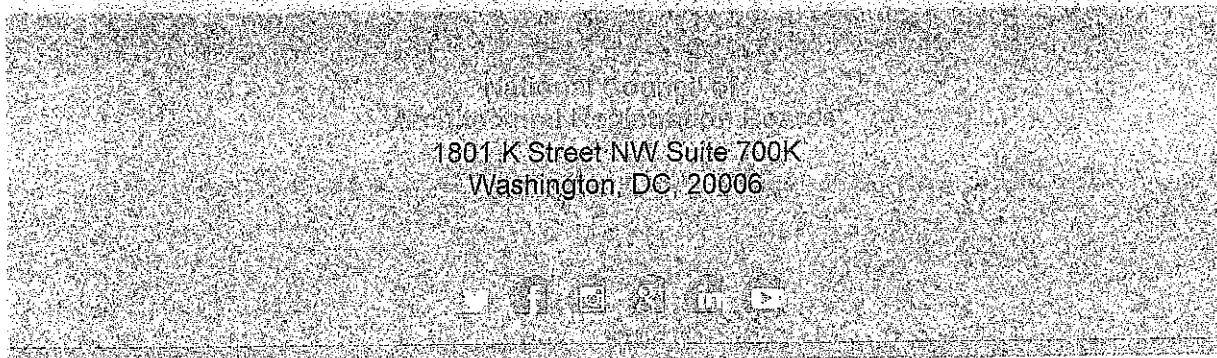 National Council of
Architectural Registration Boards
1801 K Street NW Suite 700K
Washington, DC, 20006